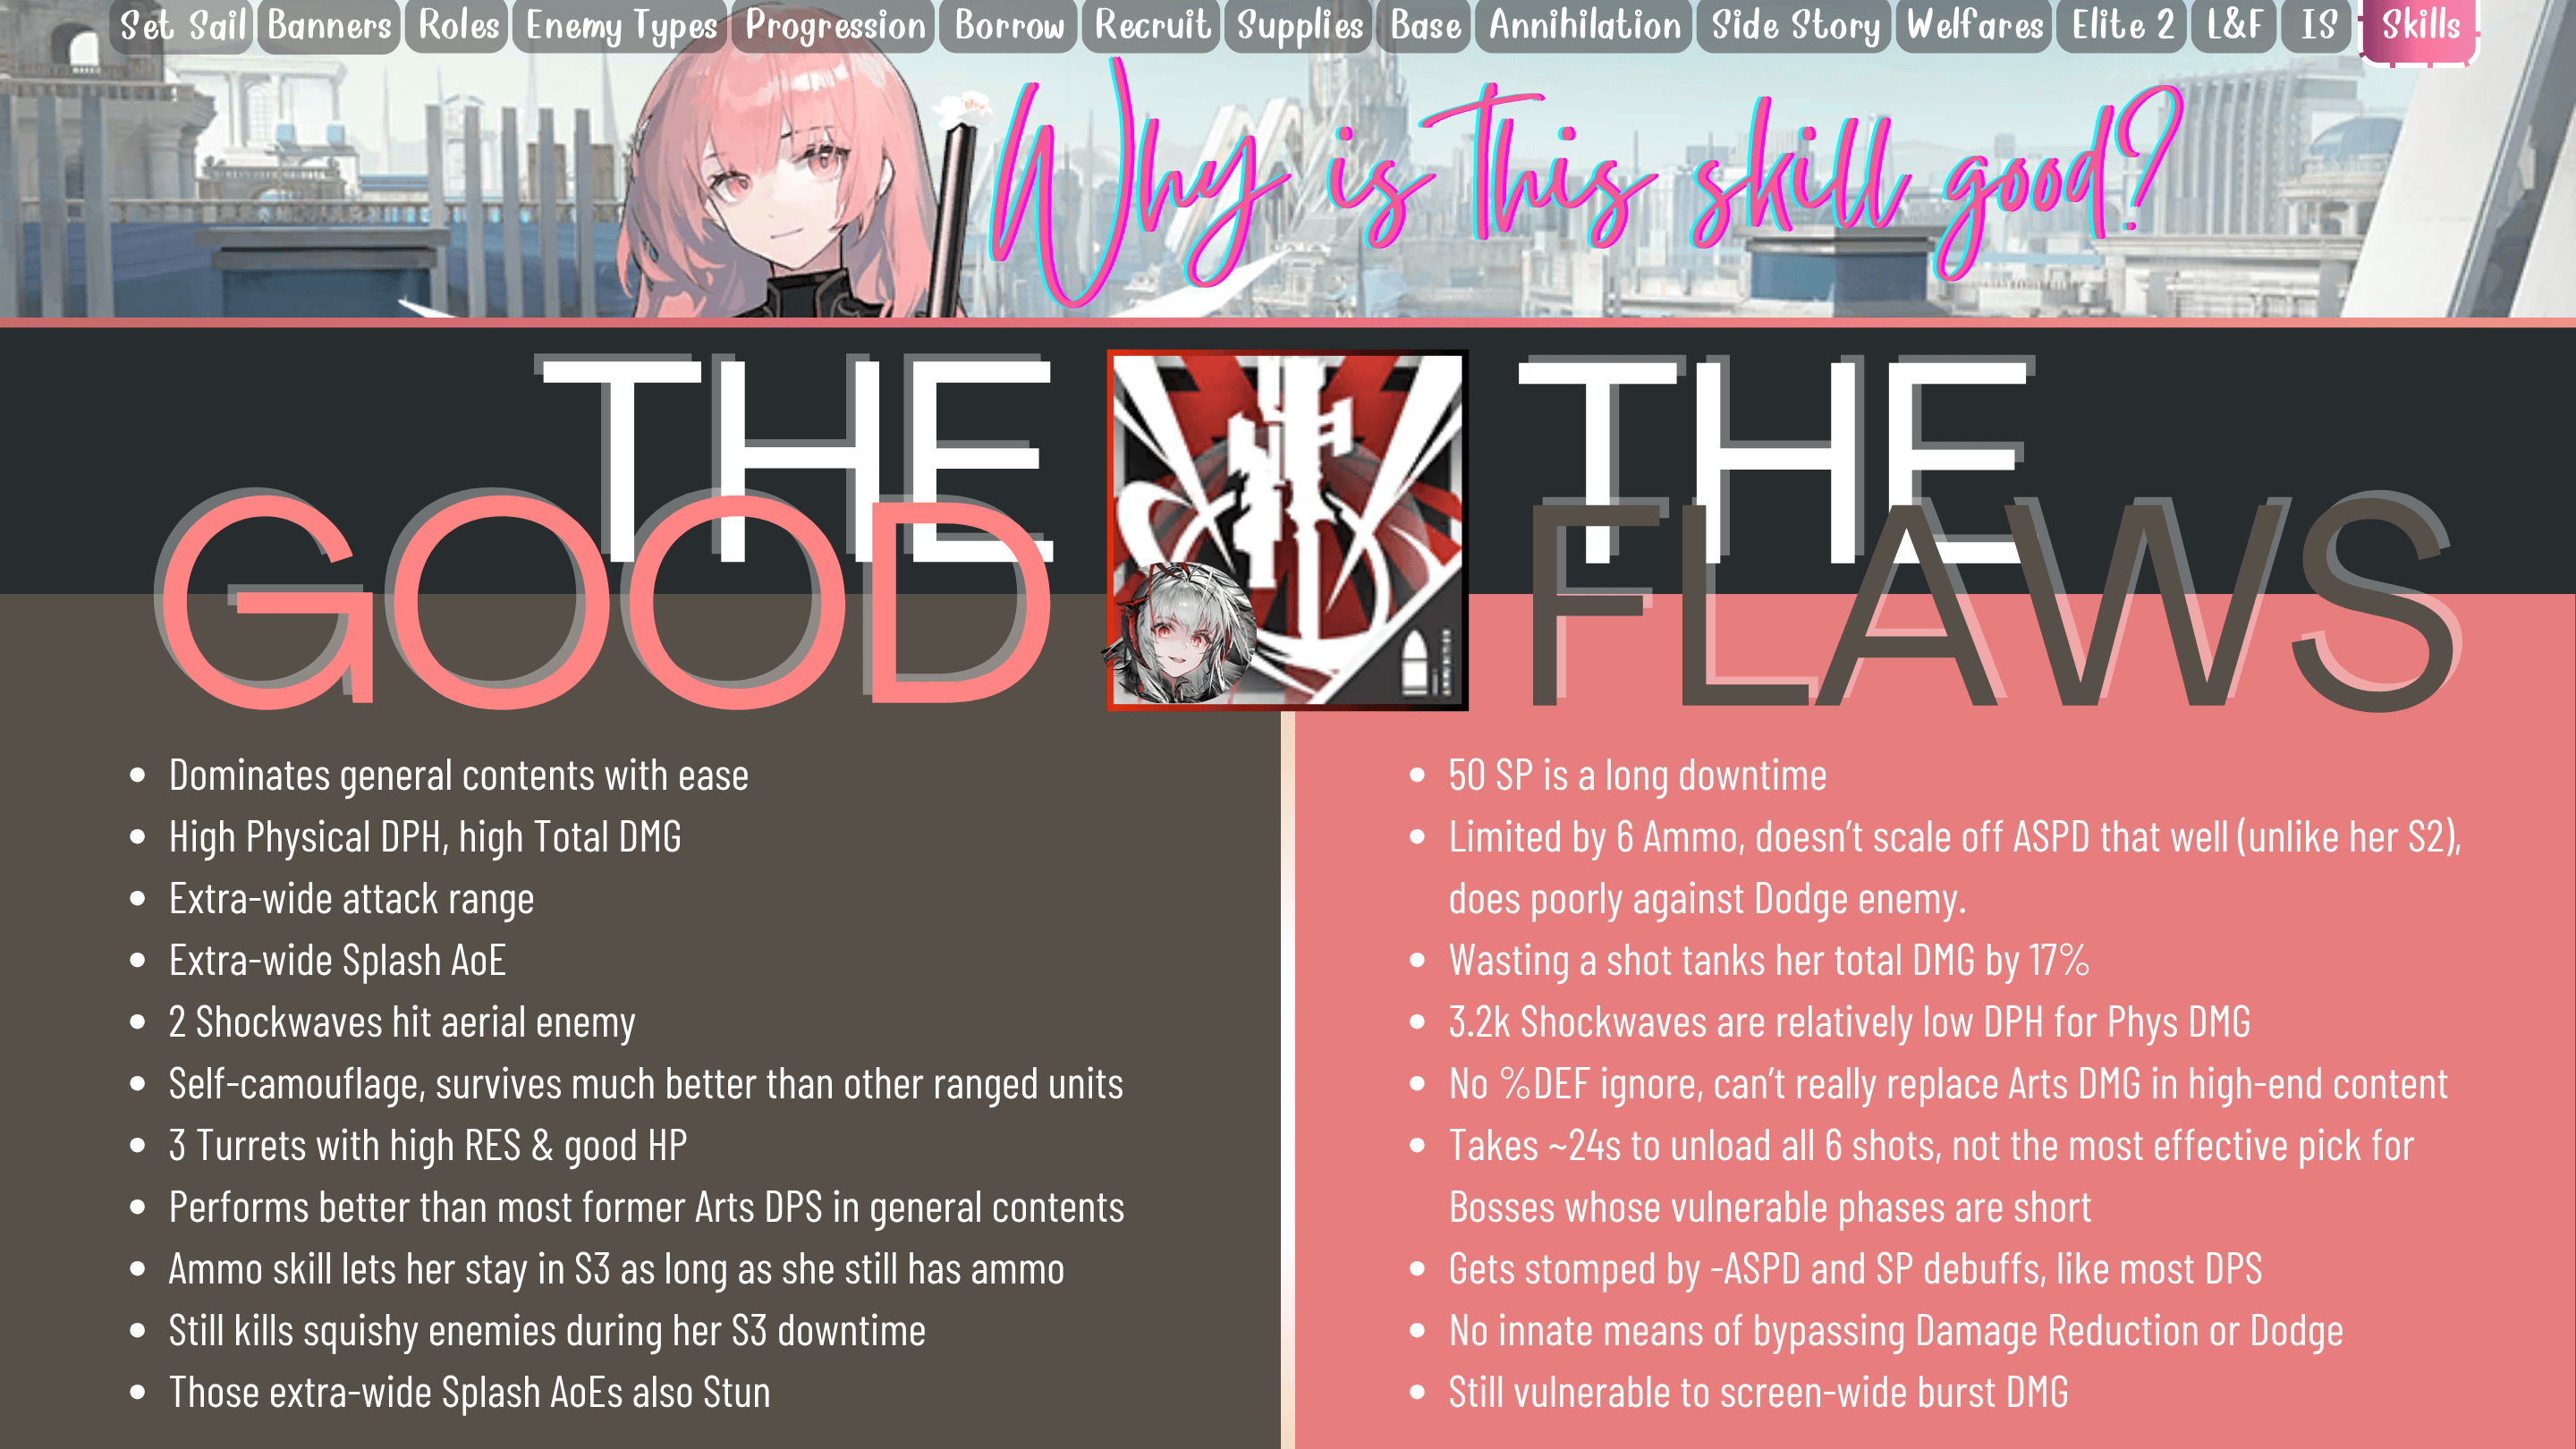 Set Sail Banners Roles Enemy Types Progression Borrow Recruit Supplies Base Annihilation Side Story Welfares Elite 2 L&F IS Skills
Why is this skill good?
THE
GOOD
THE
FLAWS
• Dominates general contents with ease
• High Physical DPH, high Total DMG
• Extra-wide attack range
• Extra-wide Splash AoE
• 2 Shockwaves hit aerial enemy
• Self-camouflage, survives much better than other ranged units
• 3 Turrets with high RES & good HP
• Performs better than most former Arts DPS in general contents
• Ammo skill lets her stay in S3 as long as she still has ammo
• Still kills squishy enemies during her S3 downtime
• Those extra-wide Splash AoEs also Stun
• 50 SP is a long downtime
• Limited by 6 Ammo, doesn’t scale off ASPD that well (unlike her S2),
does poorly against Dodge enemy.
• Wasting a shot tanks her total DMG by 17%
• 3.2k Shockwaves are relatively low DPH for Phys DMG
• No %DEF ignore, can’t really replace Arts DMG in high-end content
• Takes ~24s to unload all 6 shots, not the most effective pick for
Bosses whose vulnerable phases are short
• Gets stomped by -ASPD and SP debuffs, like most DPS
• No innate means of bypassing Damage Reduction or Dodge
• Still vulnerable to screen-wide burst DMG